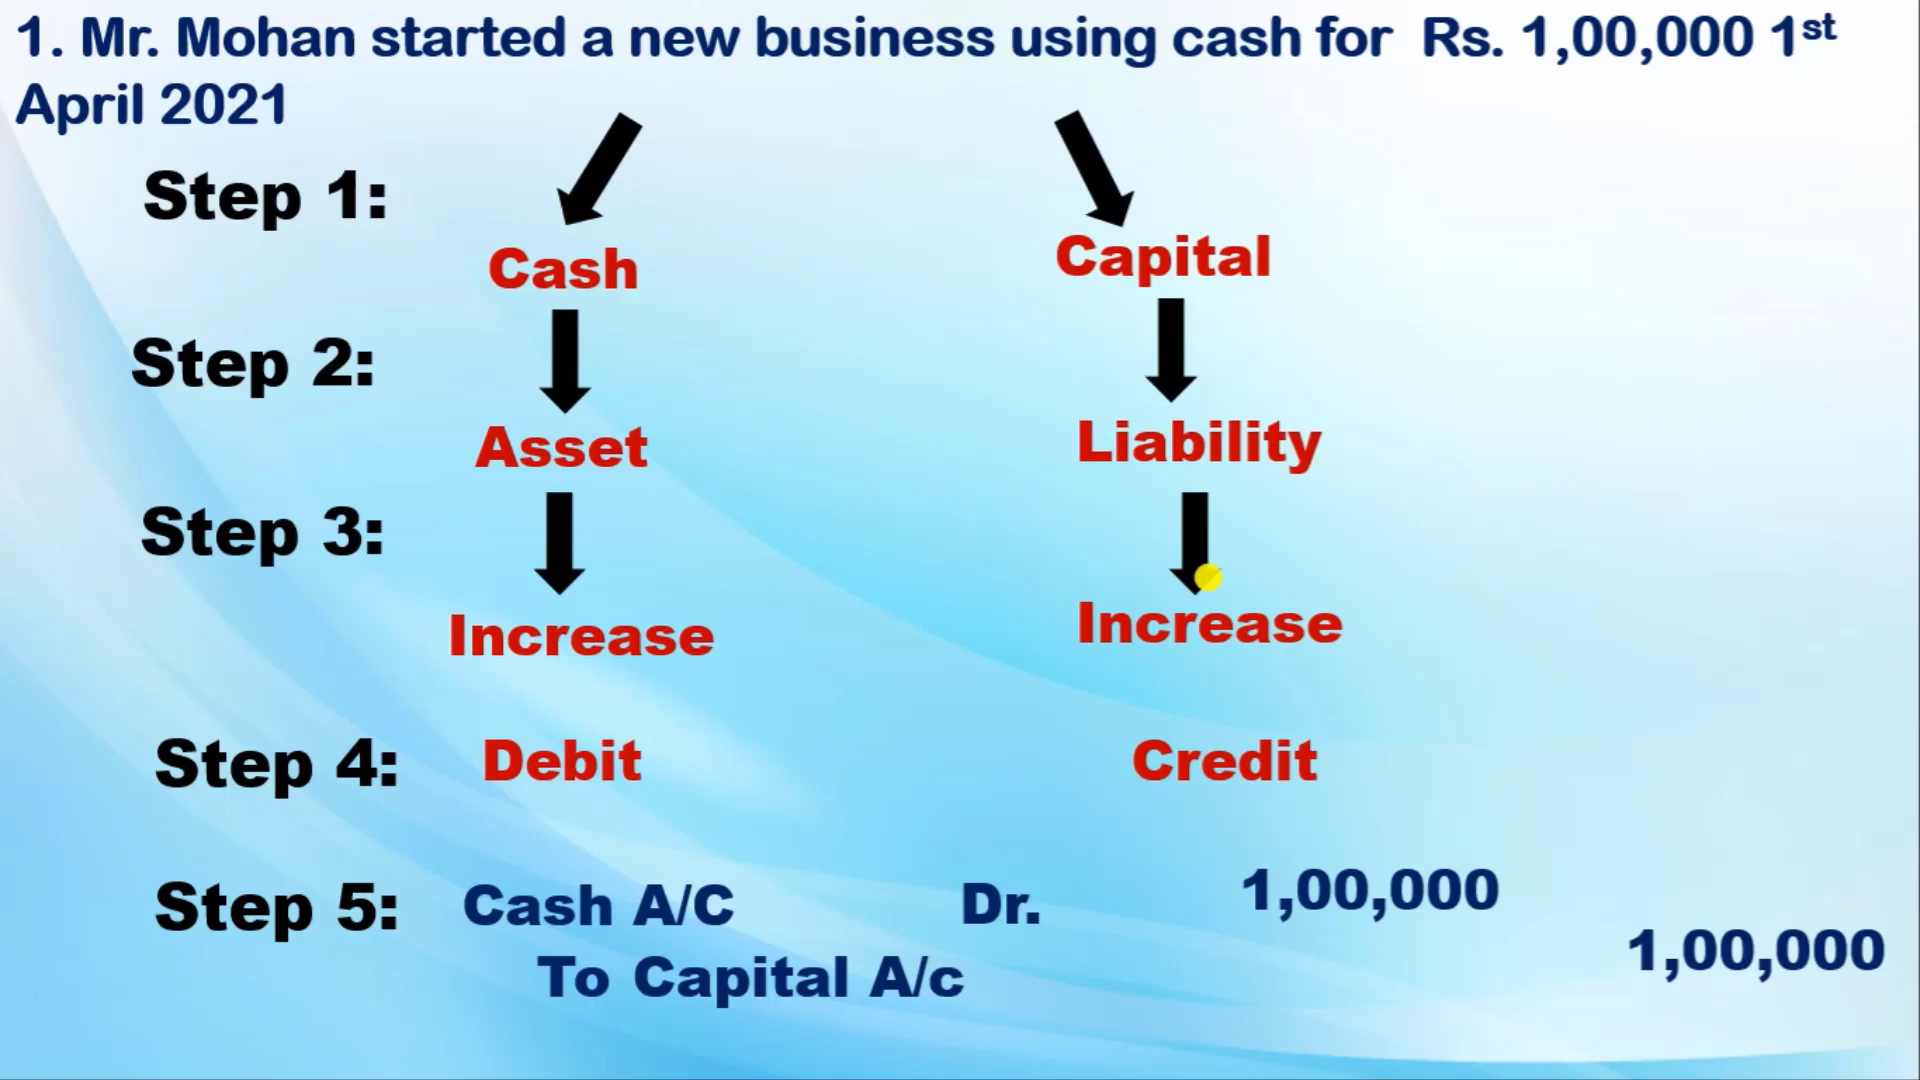 1. Mr. Mohan started a new business using cash for Rs. 1,00,000 1st
April 2021
Step 1:
Cash
Capital
Step 2:
Asset
Liability
Step 3:
Increase
Increase
Step 4:
Debit
Credit
Step 5:
Cash A/C Dr. 1,00,000
To Capital A/c 1,00,000